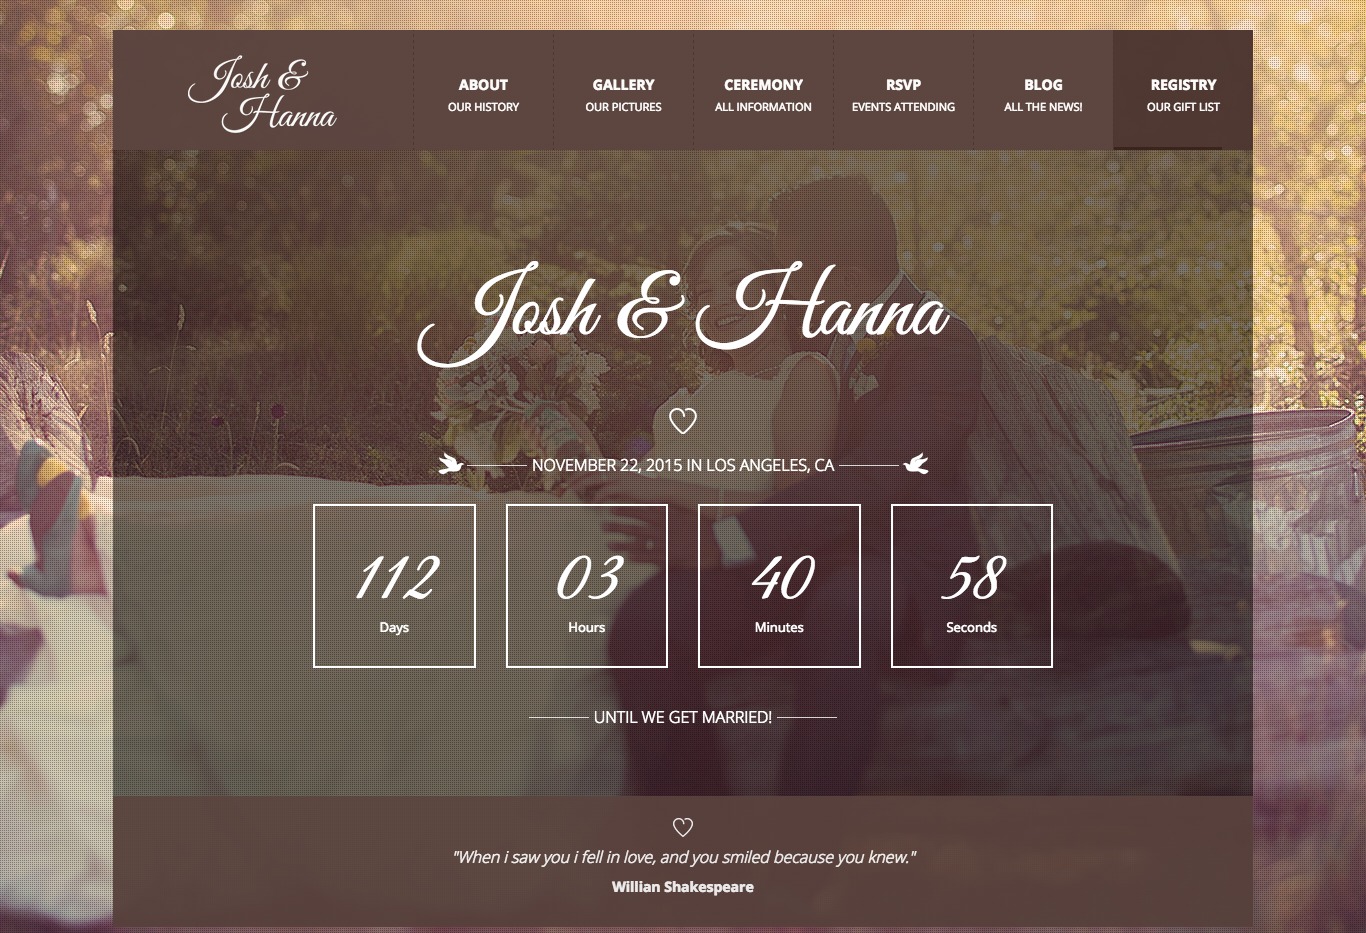 Josh &
Hanna
ABOUT
OUR HISTORY
GALLERY
OUR PICTURES
CEREMONY
ALL INFORMATION
RSVP
EVENTS ATTENDING
BLOG
ALL THE NEWS!
REGISTRY
OUR GIFT LIST
Josh & Hanna
NOVEMBER 22, 2015 IN LOS ANGELES, CA
112
Days
03
Hours
40
Minutes
58
Seconds
UNTIL WE GET MARRIED!
"When i saw you i fell in love, and you smiled because you knew."
Willian Shakespeare